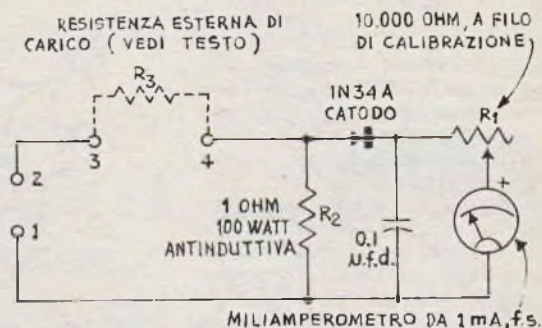 RESISTENZA ESTERNA DI
CARICO (VEDI TESTO)
10.000 OHM, A FILO
DI CALIBRAZIONE
R3
1N34A
CATODO
R1
3
4
2
1
1 OHM
100 WATT
ANTINDUTTIVA
R2
0.1
µ.f.d.
+
MILIAMPEROMETRO DA 1mA, f.s.